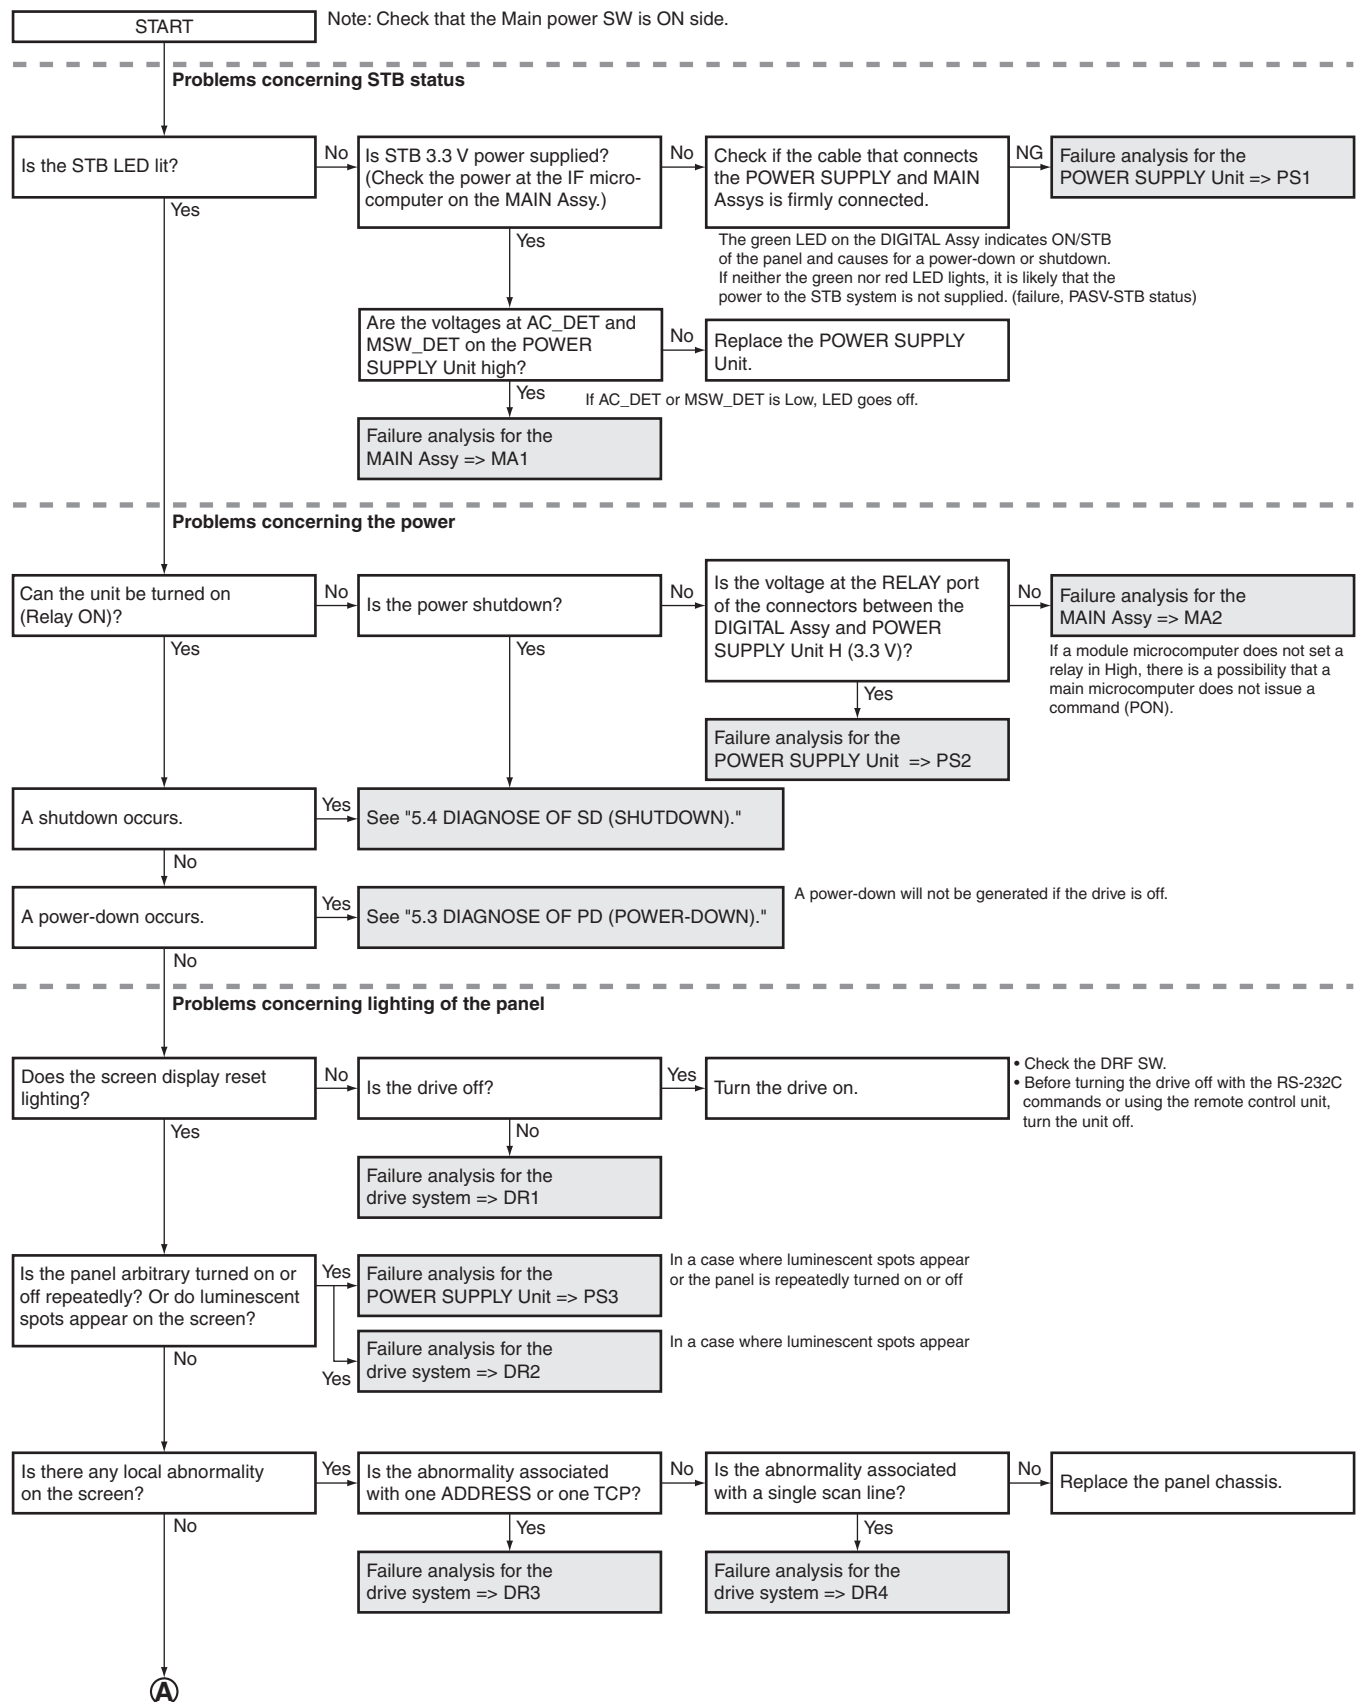 START
Note: Check that the Main power SW is ON side.
Problems concerning STB status
Is the STB LED lit?
No
Is STB 3.3 V power supplied?
(Check the power at the IF micro-
computer on the MAIN Assy.)
No
Check if the cable that connects
the POWER SUPPLY and MAIN
Assys is firmly connected.
NG
Failure analysis for the
POWER SUPPLY Unit => PS1
Yes
Yes
The green LED on the DIGITAL Assy indicates ON/STB
of the panel and causes for a power-down or shutdown.
If neither the green nor red LED lights, it is likely that the
power to the STB system is not supplied. (failure, PASV-STB status)
Are the voltages at AC_DET and
MSW_DET on the POWER
SUPPLY Unit high?
No
Replace the POWER SUPPLY
Unit.
Yes
If AC_DET or MSW_DET is Low, LED goes off.
Failure analysis for the
MAIN Assy => MA1
Problems concerning the power
Can the unit be turned on
(Relay ON)?
No
Is the power shutdown?
No
Is the voltage at the RELAY port
of the connectors between the
DIGITAL Assy and POWER
SUPPLY Unit H (3.3 V)?
No
Failure analysis for the
MAIN Assy => MA2
Yes
Yes
If a module microcomputer does not set a
relay in High, there is a possibility that a
main microcomputer does not issue a
command (PON).
Yes
Failure analysis for the
POWER SUPPLY Unit => PS2
A shutdown occurs.
Yes
See "5.4 DIAGNOSE OF SD (SHUTDOWN)."
No
A power-down occurs.
Yes
See "5.3 DIAGNOSE OF PD (POWER-DOWN)."
A power-down will not be generated if the drive is off.
No
Problems concerning lighting of the panel
Does the screen display reset
lighting?
No
Is the drive off?
Yes
Turn the drive on.
• Check the DRF SW.
• Before turning the drive off with the RS-232C
commands or using the remote control unit,
turn the unit off.
Yes
No
Failure analysis for the
drive system => DR1
Is the panel arbitrary turned on or
off repeatedly? Or do luminescent
spots appear on the screen?
Yes
Failure analysis for the
POWER SUPPLY Unit => PS3
In a case where luminescent spots appear
or the panel is repeatedly turned on or off
No
Yes
Failure analysis for the
drive system => DR2
In a case where luminescent spots appear
Is there any local abnormality
on the screen?
Yes
Is the abnormality associated
with one ADDRESS or one TCP?
No
Is the abnormality associated
with a single scan line?
No
Replace the panel chassis.
No
Yes
Yes
Failure analysis for the
drive system => DR3
Failure analysis for the
drive system => DR4
A